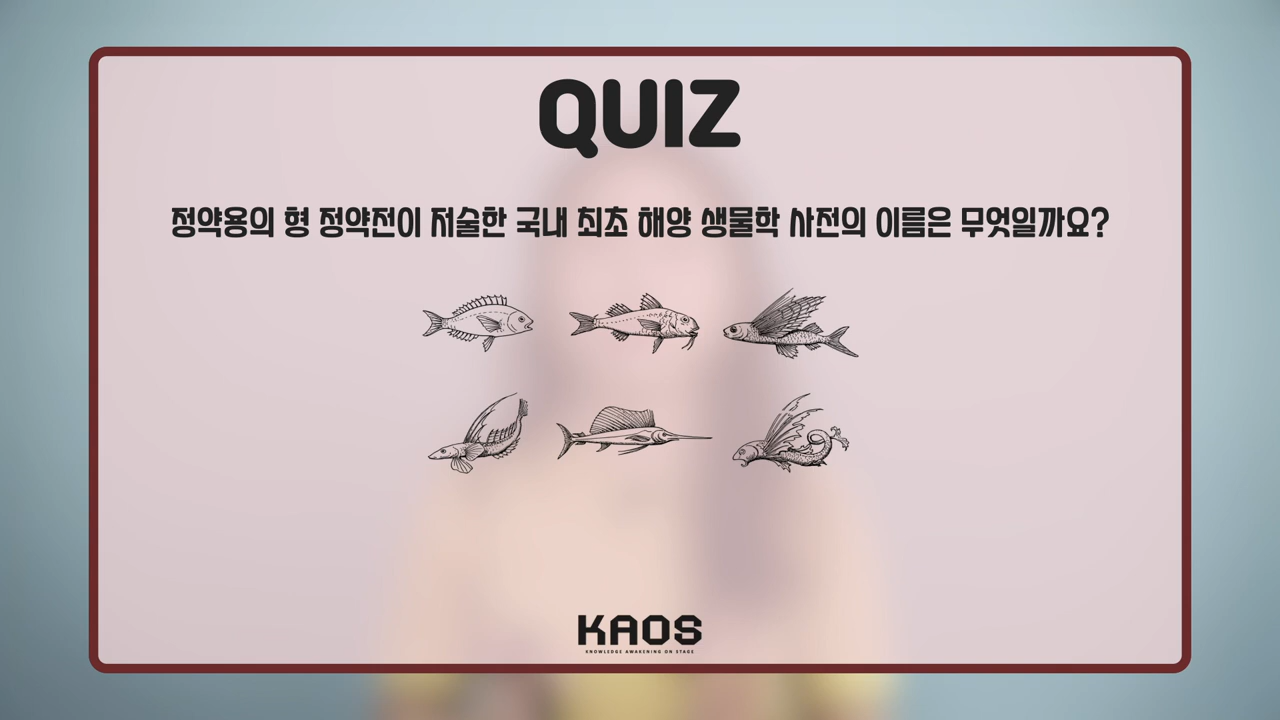 QUIZ
정약용의 형 정약전이 저술한 국내 최초 해양 생물학 사전의 이름은 무엇일까요?
KAOS
KNOWLEDGE AWAKENING ON STAGE